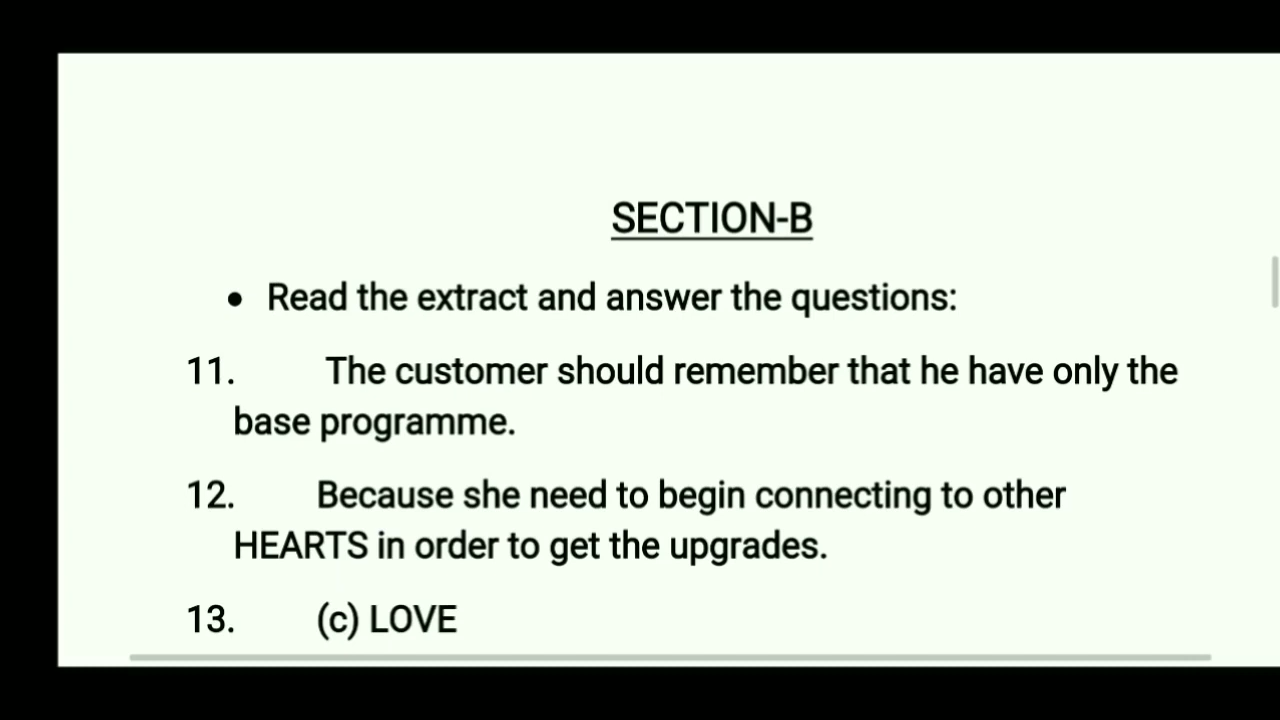 SECTION-B
• Read the extract and answer the questions:
11. The customer should remember that he have only the
base programme.
12. Because she need to begin connecting to other
HEARTS in order to get the upgrades.
13. (c) LOVE